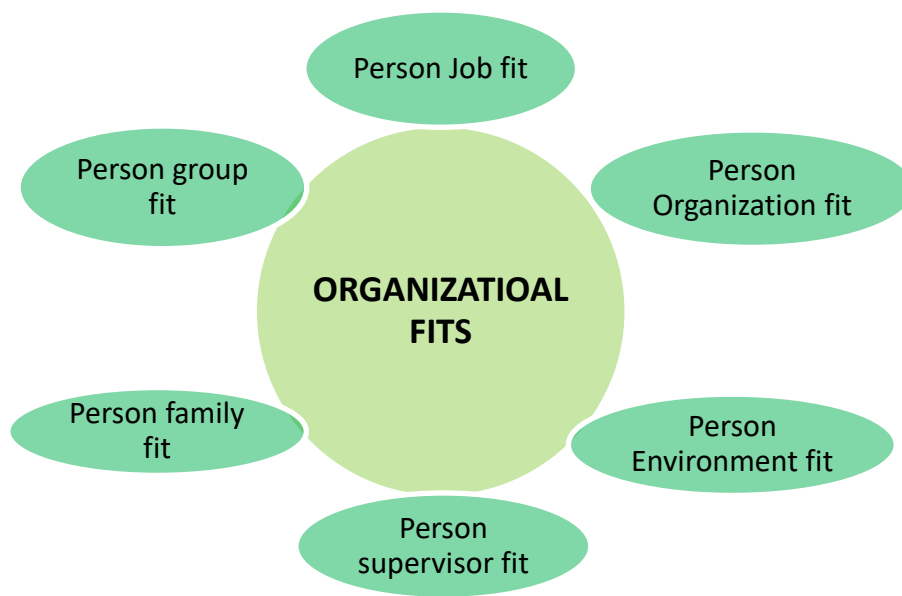 Person Job fit
Person group
fit
Person
Organization fit
ORGANIZATIOAL
FITS
Person family
fit
Person
Environment fit
Person
supervisor fit